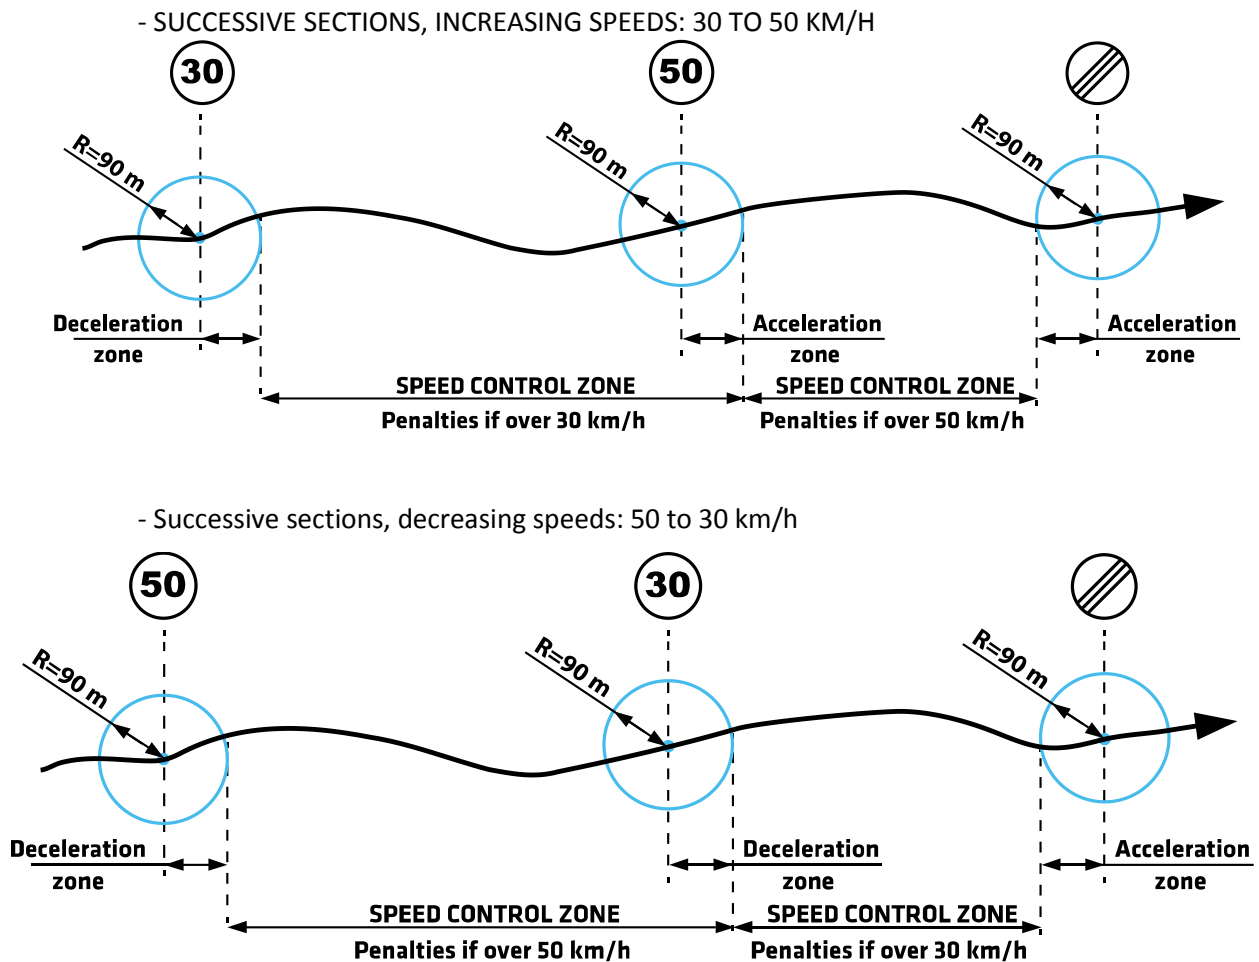 - SUCCESSIVE SECTIONS, INCREASING SPEEDS: 30 TO 50 KM/H
30
50
R=90 m
R=90 m
R=90 m
Deceleration
zone
Acceleration
zone
Acceleration
zone
SPEED CONTROL ZONE
Penalties if over 30 km/h
SPEED CONTROL ZONE
Penalties if over 50 km/h
- Successive sections, decreasing speeds: 50 to 30 km/h
50
30
R=90 m
R=90 m
R=90 m
Deceleration
zone
Deceleration
zone
Acceleration
zone
SPEED CONTROL ZONE
Penalties if over 50 km/h
SPEED CONTROL ZONE
Penalties if over 30 km/h